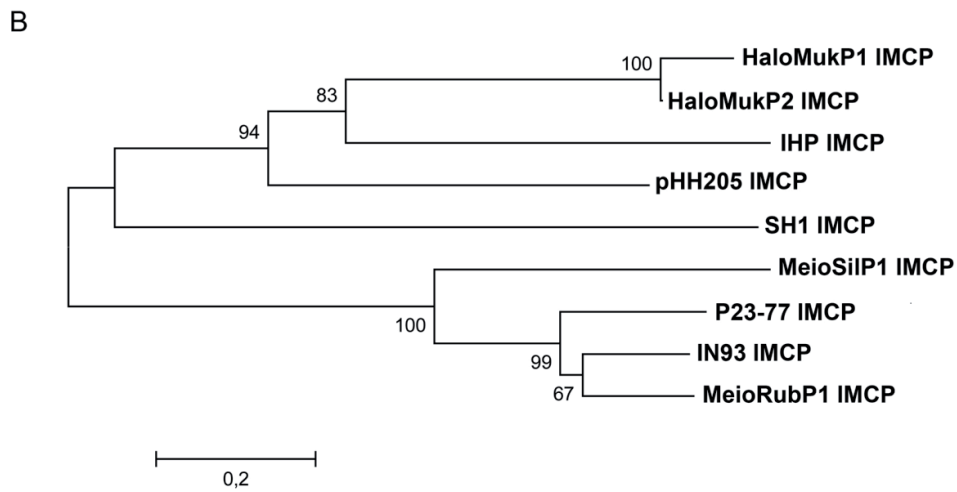 B
HaloMukP1 IMCP
100
HaloMukP2 IMCP
83
IHP IMCP
94
pHH205 IMCP
SH1 IMCP
MeioSilP1 IMCP
P23-77 IMCP
100
IN93 IMCP
99
MeioRubP1 IMCP
67
0,2